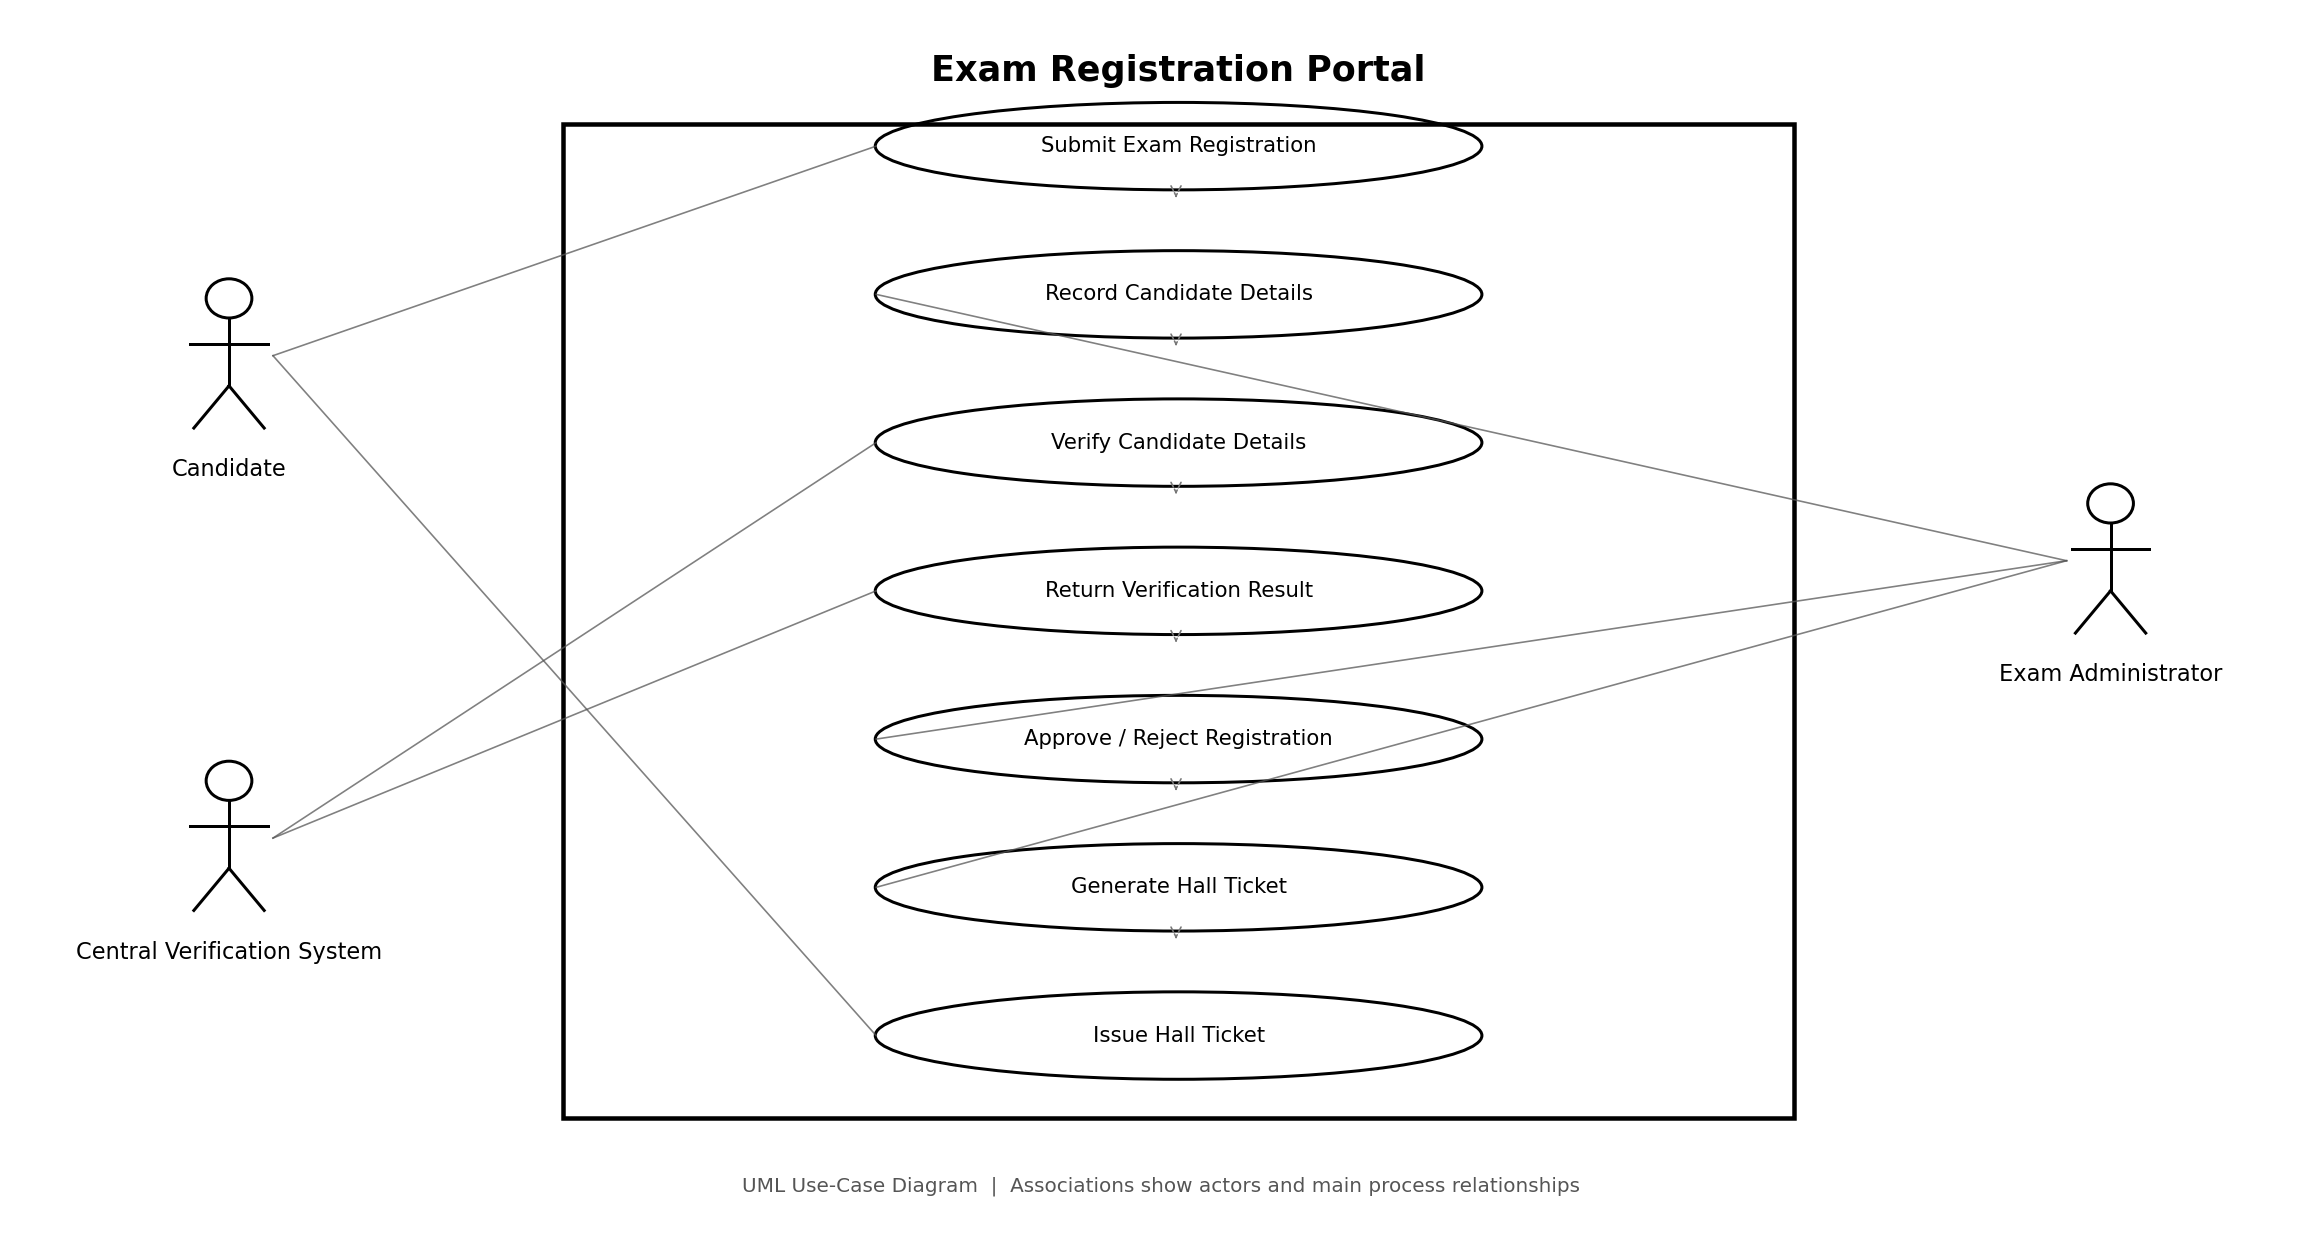 Exam Registration Portal
Submit Exam Registration
Record Candidate Details
Verify Candidate Details
Candidate
Return Verification Result
Exam Administrator
Approve / Reject Registration
Generate Hall Ticket
Central Verification System
Issue Hall Ticket
UML Use-Case Diagram | Associations show actors and main process relationships